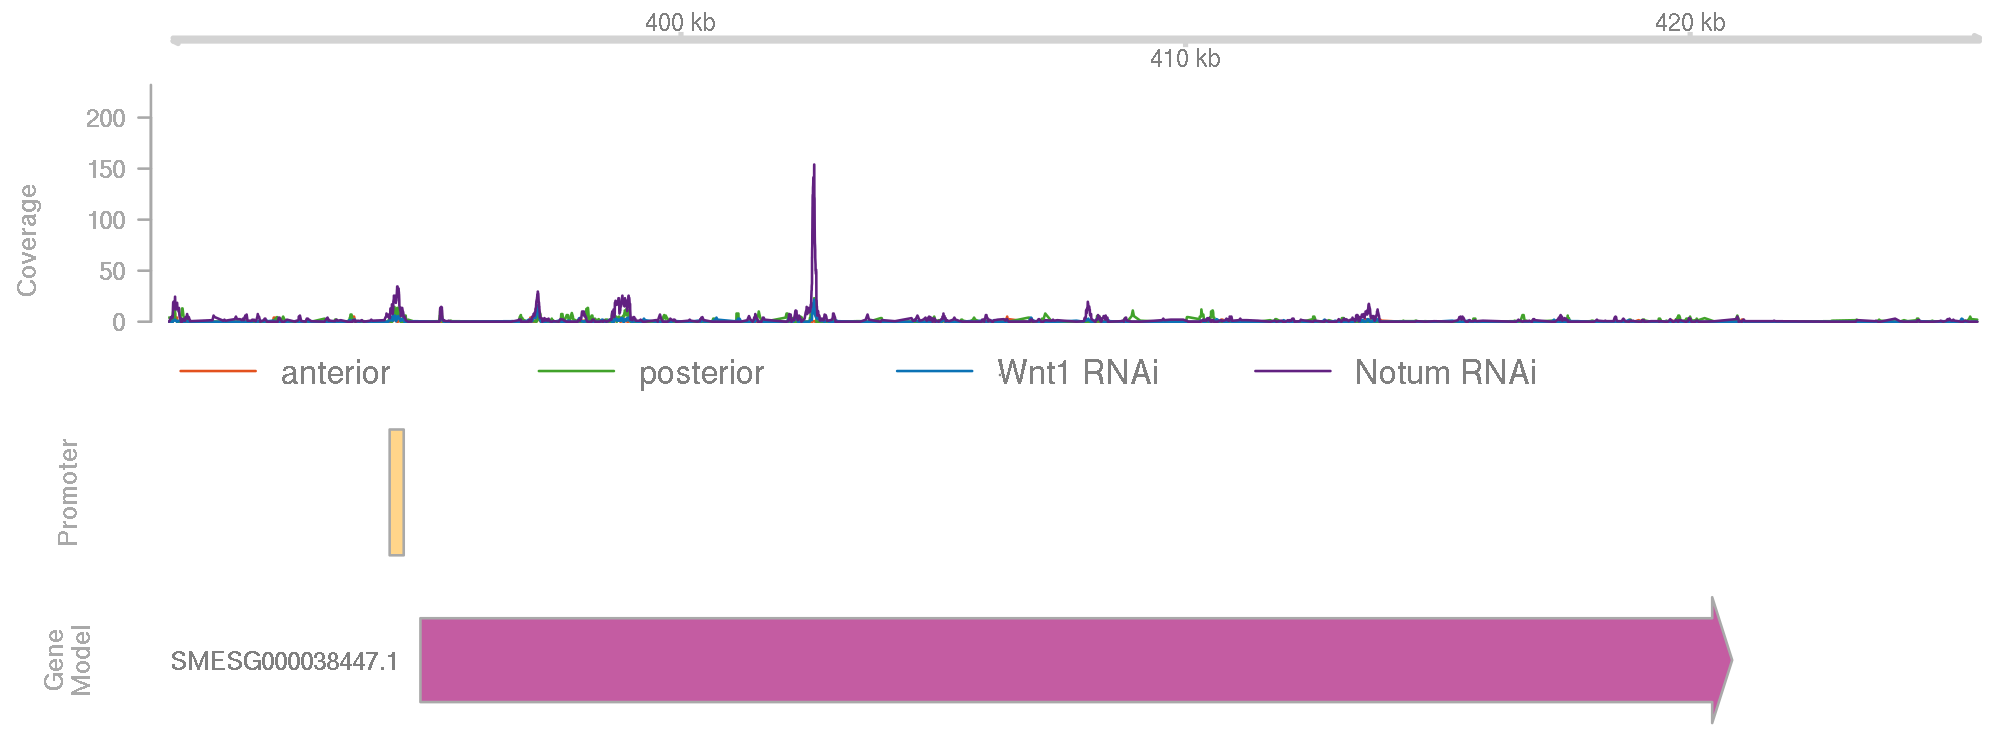 400 kb
420 kb
410 kb
Coverage
200
150
100
50
0
anterior
posterior
Wnt1 RNAi
Notum RNAi
Promoter
Gene
Model
SMESG000038447.1